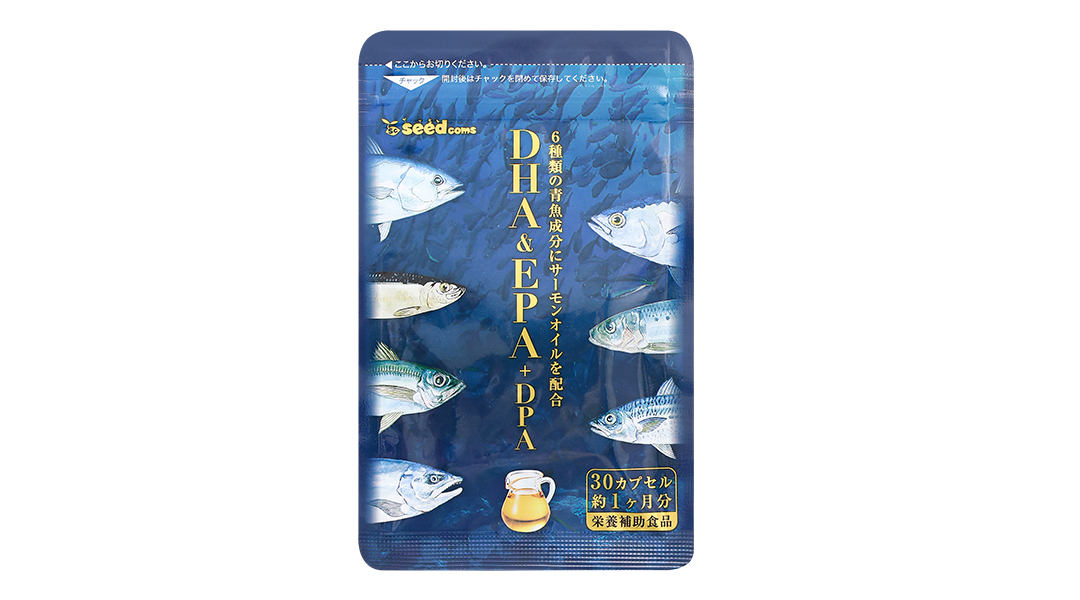 ここからお切りください。
チャック
開封後はチャックを閉めて保存してください。
seedcoms
6種類の青魚成分にサーモンオイルを配合
DHA&EPA+DPA
30カプセル
約1ヶ月分
栄養補助食品